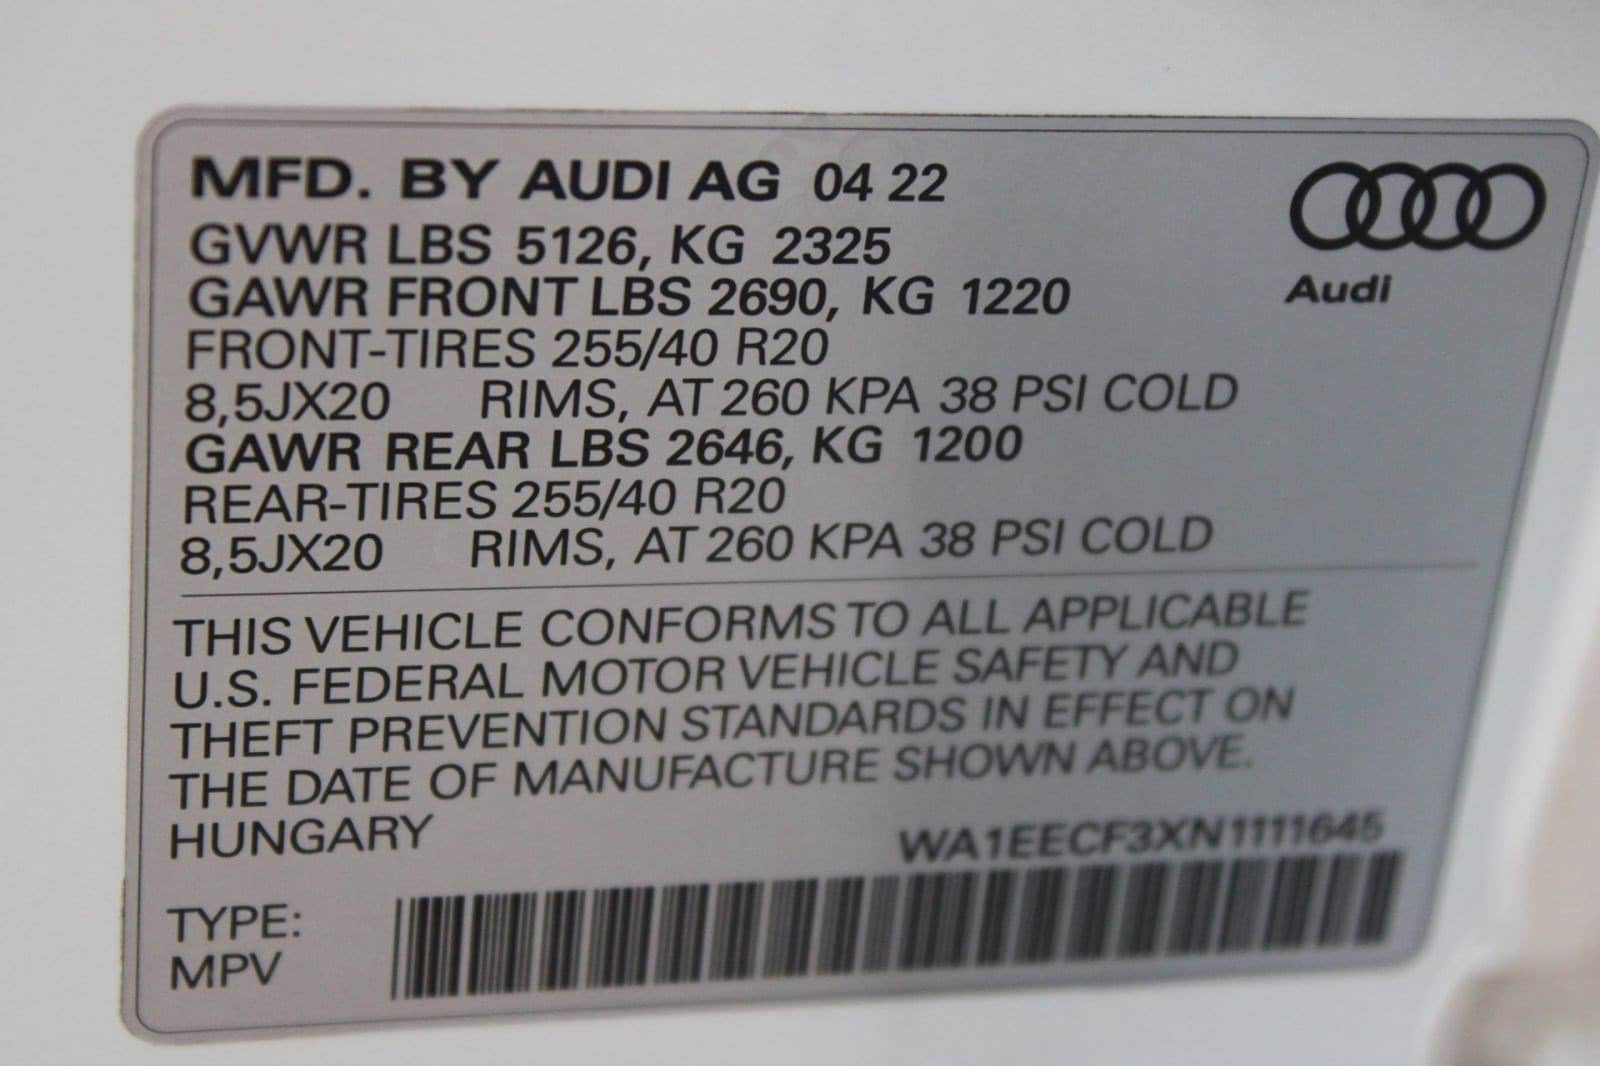 MFD. BY AUDI AG 04 22
GVWR LBS 5126, KG 2325
GAWR FRONT LBS 2690, KG 1220
FRONT-TIRES 255/40 R20
8,5JX20 RIMS, AT 260 KPA 38 PSI COLD
GAWR REAR LBS 2646, KG 1200
REAR-TIRES 255/40 R20
8,5JX20 RIMS, AT 260 KPA 38 PSI COLD
Audi
THIS VEHICLE CONFORMS TO ALL APPLICABLE
U.S. FEDERAL MOTOR VEHICLE SAFETY AND
THEFT PREVENTION STANDARDS IN EFFECT ON
THE DATE OF MANUFACTURE SHOWN ABOVE.
HUNGARY WA1EECF3XN1111645
TYPE:
MPV